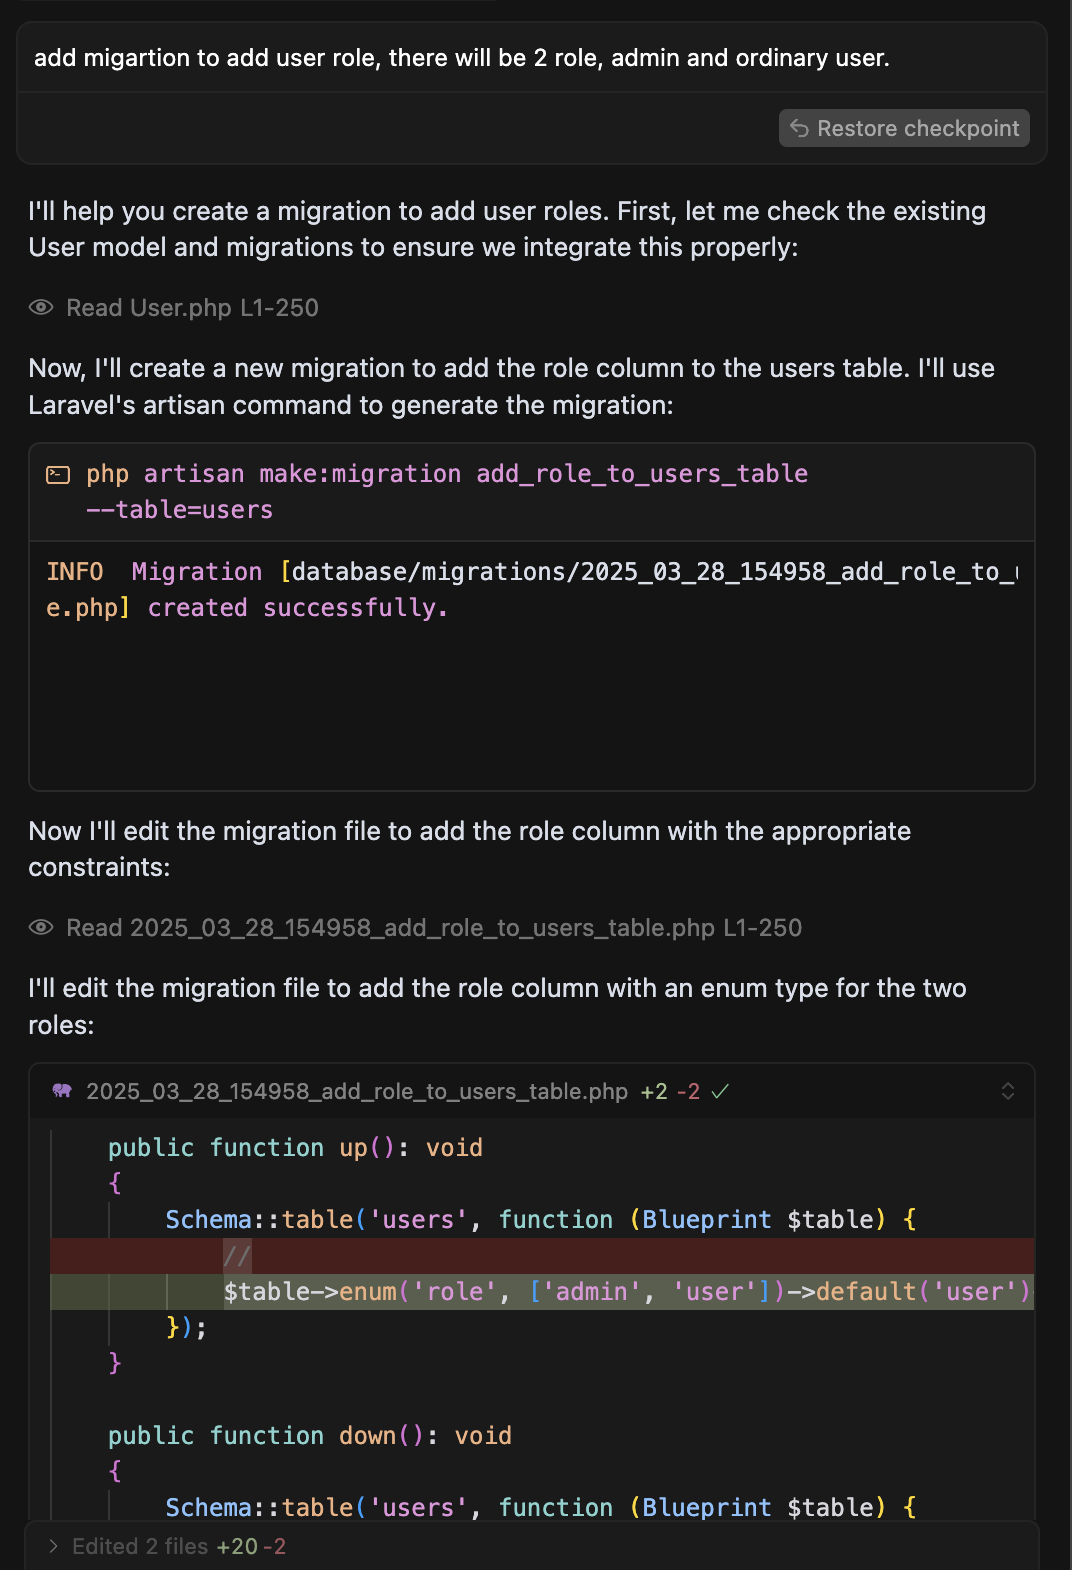 add migartion to add user role, there will be 2 role, admin and ordinary user.
Restore checkpoint
I'll help you create a migration to add user roles. First, let me check the existing
User model and migrations to ensure we integrate this properly:
Read User.php L1-250
Now, I'll create a new migration to add the role column to the users table. I'll use
Laravel's artisan command to generate the migration:
php artisan make:migration add_role_to_users_table
--table=users
INFO  Migration [database/migrations/2025_03_28_154958_add_role_to_
e.php] created successfully.
Now I'll edit the migration file to add the role column with the appropriate
constraints:
Read 2025_03_28_154958_add_role_to_users_table.php L1-250
I'll edit the migration file to add the role column with an enum type for the two
roles:
2025_03_28_154958_add_role_to_users_table.php +2 -2
public function up(): void
{
Schema::table('users', function (Blueprint $table) {
//
$table->enum('role', ['admin', 'user'])->default('user')
});
}
public function down(): void
{
Schema::table('users', function (Blueprint $table) {
Edited 2 files +20 -2